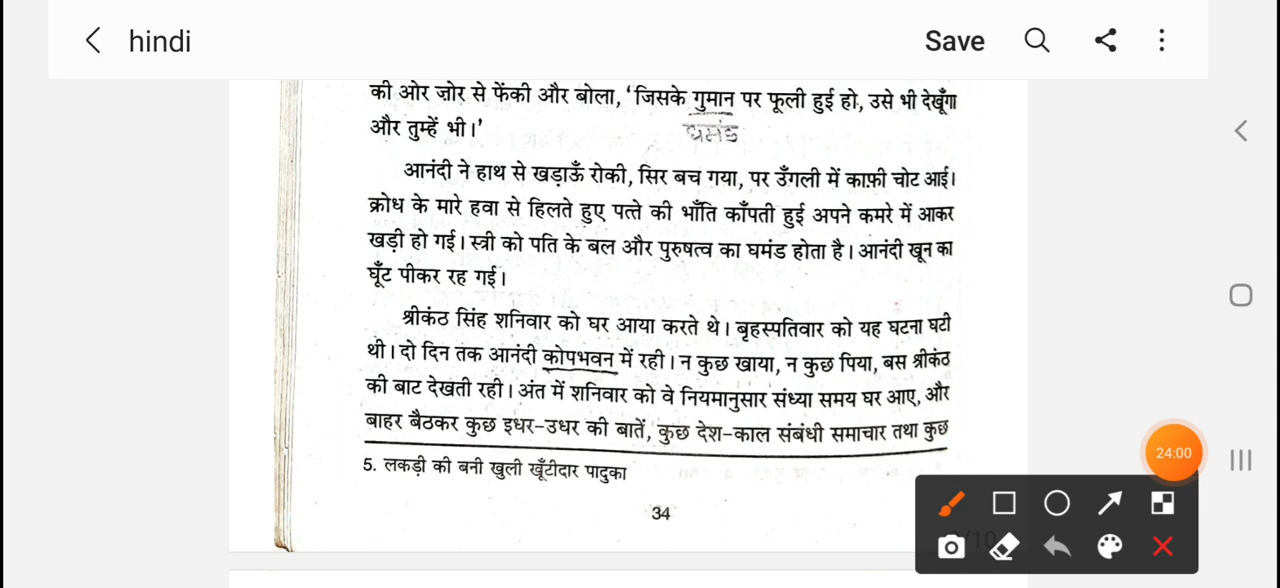 hindi
Save
की ओर ज़ोर से फेंकी और बोला, 'जिसके गुमान पर फूली हुई हो, उसे भी देखूँगा
और तुम्हें भी।'
घमंड
आनंदी ने हाथ से खड़ाऊँ रोकी, सिर बच गया, पर उँगली में काफ़ी चोट आई।
क्रोध के मारे हवा से हिलते हुए पत्ते की भाँति काँपती हुई अपने कमरे में आकर
खड़ी हो गई। स्त्री को पति के बल और पुरुषत्व का घमंड होता है। आनंदी खून का
घूँट पीकर रह गई।
श्रीकंठ सिंह शनिवार को घर आया करते थे। बृहस्पतिवार को यह घटना घटी
थी। दो दिन तक आनंदी कोपभवन में रही। न कुछ खाया, न कुछ पिया, बस श्रीकंठ
की बाट देखती रही। अंत में शनिवार को वे नियमानुसार संध्या समय घर आए, और
बाहर बैठकर कुछ इधर-उधर की बातें, कुछ देश-काल संबंधी समाचार तथा कुछ
5. लकड़ी की बनी खुली खूँटीदार पादुका
34
24:00
/10